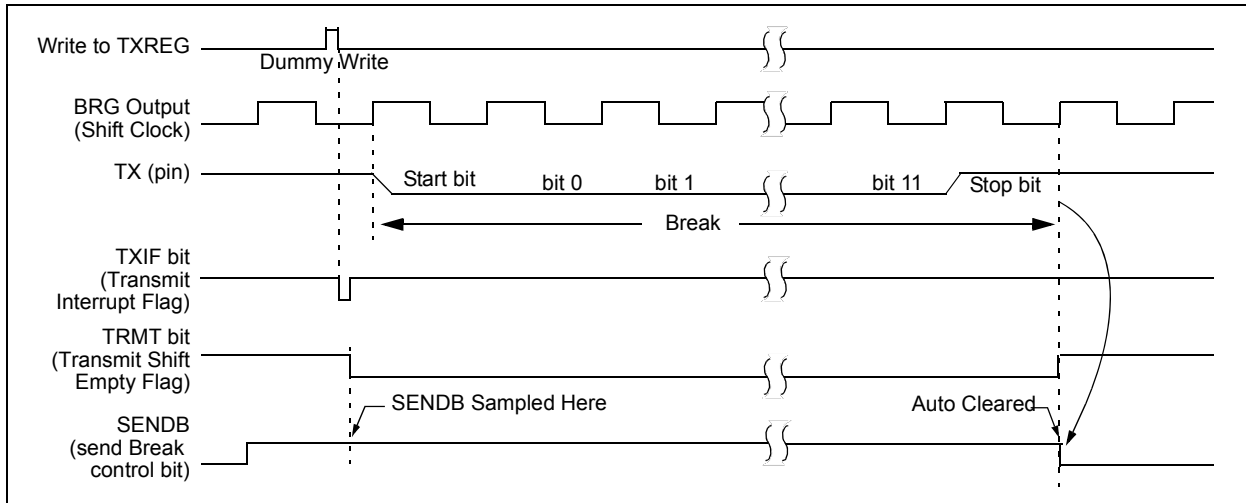 Write to TXREG
Dummy Write
BRG Output
(Shift Clock)
TX (pin)
Start bit
bit 0
bit 1
bit 11
Stop bit
Break
TXIF bit
(Transmit
Interrupt Flag)
TRMT bit
(Transmit Shift
Empty Flag)
SENDB Sampled Here
Auto Cleared
SENDB
(send Break
control bit)